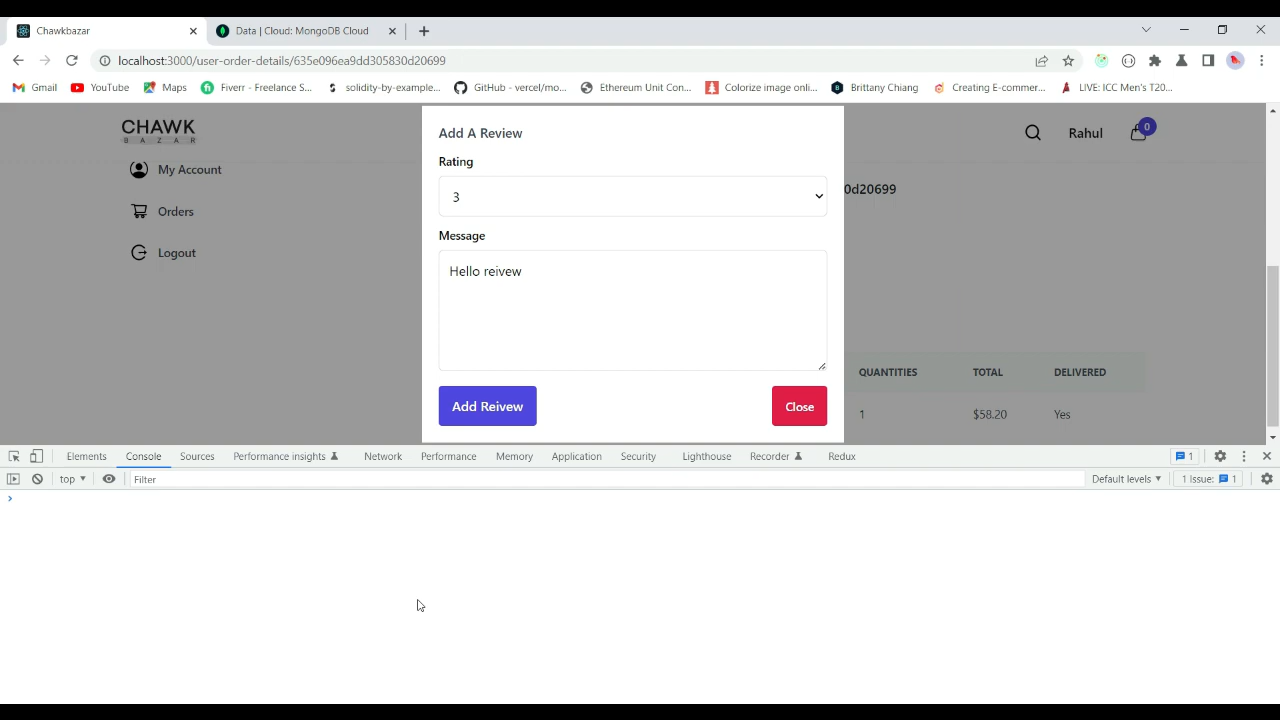 Chawkbazar
Data | Cloud: MongoDB Cloud
localhost:3000/user-order-details/635e096ea9dd305830d20699
Gmail YouTube Maps Fiverr - Freelance S... solidity-by-example... GitHub - vercel/mo... Ethereum Unit Con... Colorize image onli... Brittany Chiang Creating E-commer... LIVE: ICC Men's T20...
CHAWK
BAZAR
Rahul
0
My Account
Orders
Logout
Add A Review
Rating
3
Message
Hello reivew
Add Reivew
Close
0d20699
QUANTITIES TOTAL DELIVERED
1 $58.20 Yes
Elements Console Sources Performance insights Network Performance Memory Application Security Lighthouse Recorder Redux 1
top Filter Default levels 1 Issue: 1